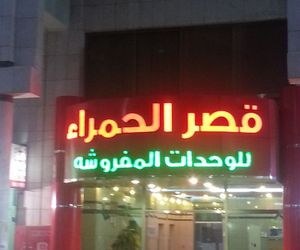 قصر الحمراء
للوحدات المفروشه